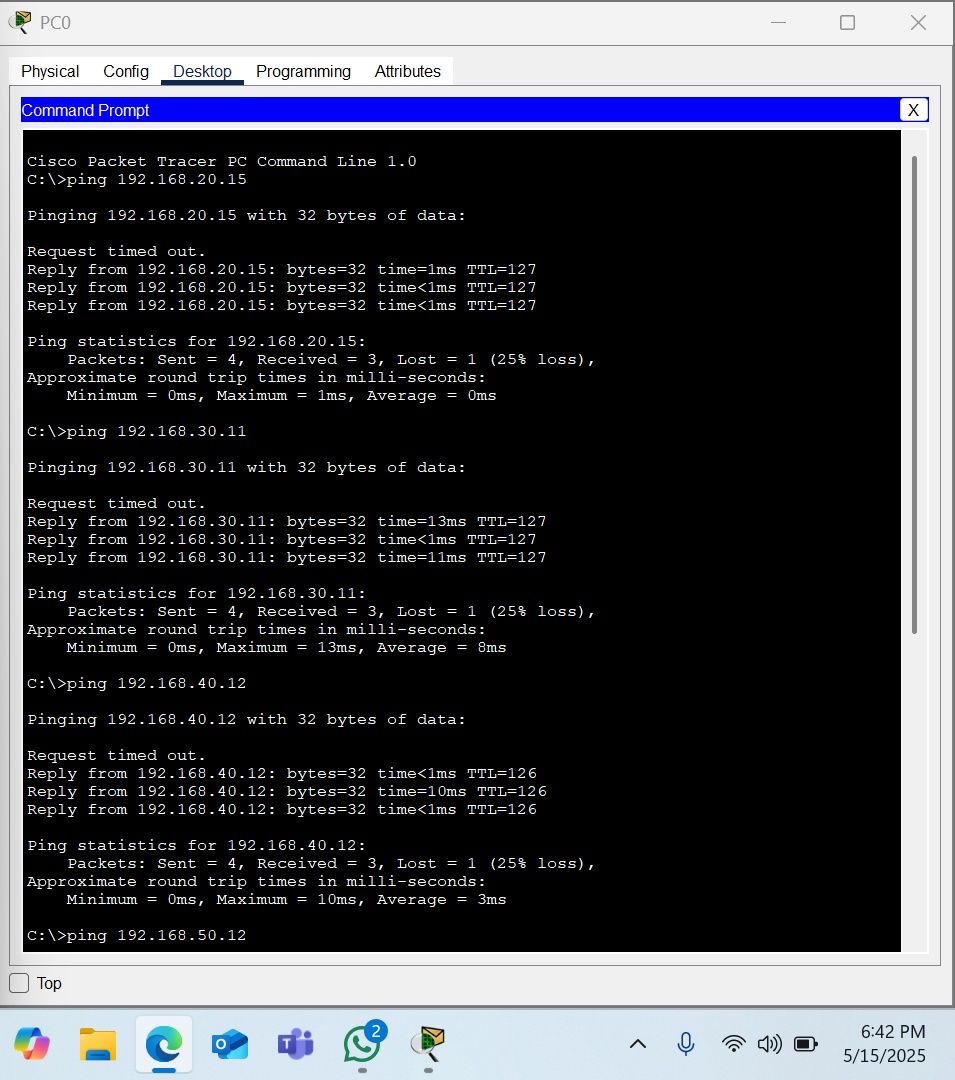 PC0
Physical Config Desktop Programming Attributes
Command Prompt X
Cisco Packet Tracer PC Command Line 1.0
C:\>ping 192.168.20.15
Pinging 192.168.20.15 with 32 bytes of data:
Request timed out.
Reply from 192.168.20.15: bytes=32 time=1ms TTL=127
Reply from 192.168.20.15: bytes=32 time<1ms TTL=127
Reply from 192.168.20.15: bytes=32 time<1ms TTL=127
Ping statistics for 192.168.20.15:
Packets: Sent = 4, Received = 3, Lost = 1 (25% loss),
Approximate round trip times in milli-seconds:
Minimum = 0ms, Maximum = 1ms, Average = 0ms
C:\>ping 192.168.30.11
Pinging 192.168.30.11 with 32 bytes of data:
Request timed out.
Reply from 192.168.30.11: bytes=32 time=13ms TTL=127
Reply from 192.168.30.11: bytes=32 time<1ms TTL=127
Reply from 192.168.30.11: bytes=32 time=11ms TTL=127
Ping statistics for 192.168.30.11:
Packets: Sent = 4, Received = 3, Lost = 1 (25% loss),
Approximate round trip times in milli-seconds:
Minimum = 0ms, Maximum = 13ms, Average = 8ms
C:\>ping 192.168.40.12
Pinging 192.168.40.12 with 32 bytes of data:
Request timed out.
Reply from 192.168.40.12: bytes=32 time<1ms TTL=126
Reply from 192.168.40.12: bytes=32 time=10ms TTL=126
Reply from 192.168.40.12: bytes=32 time<1ms TTL=126
Ping statistics for 192.168.40.12:
Packets: Sent = 4, Received = 3, Lost = 1 (25% loss),
Approximate round trip times in milli-seconds:
Minimum = 0ms, Maximum = 10ms, Average = 3ms
C:\>ping 192.168.50.12
Top
2
6:42 PM
5/15/2025